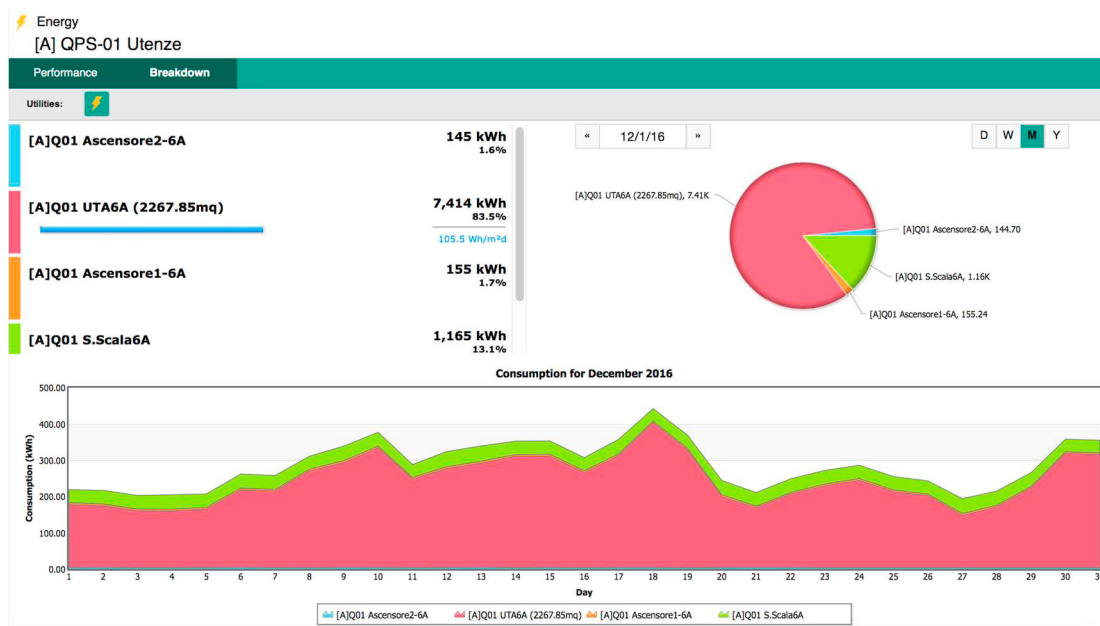 Energy
[A] QPS-01 Utenze
Performance Breakdown
Utilities:
[A]Q01 Ascensore2-6A 145 kWh
1.6%
[A]Q01 UTA6A (2267.85mq) 7,414 kWh
83.5%
105.5 Wh/m²d
[A]Q01 Ascensore1-6A 155 kWh
1.7%
[A]Q01 S.Scala6A 1,165 kWh
13.1%
« 12/1/16 » D W M Y
[A]Q01 UTA6A (2267.85mq), 7.41K
[A]Q01 Ascensore2-6A, 144.70
[A]Q01 S.Scala6A, 1.16K
[A]Q01 Ascensore1-6A, 155.24
Consumption for December 2016
Consumption (kWh)
500.00
400.00
300.00
200.00
100.00
0.00
1 2 3 4 5 6 7 8 9 10 11 12 13 14 15 16 17 18 19 20 21 22 23 24 25 26 27 28 29 30
Day
[A]Q01 Ascensore2-6A [A]Q01 UTA6A (2267.85mq) [A]Q01 Ascensore1-6A [A]Q01 S.Scala6A